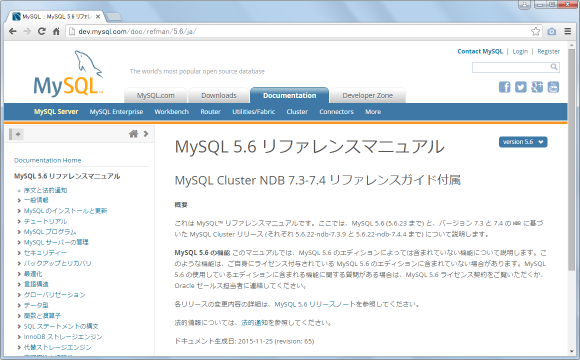 MySQL :: MySQL 5.6 リファレ
dev.mysql.com/doc/refman/5.6/ja/
Contact MySQL | Login | Register
MySQL
The world's most popular open source database
MySQL.com Downloads Documentation Developer Zone
MySQL Server MySQL Enterprise Workbench Router Utilities/Fabric Cluster Connectors More
Documentation Home
MySQL 5.6 リファレンスマニュアル
序文と法的通知
一般情報
MySQL のインストールと更新
チュートリアル
MySQL プログラム
MySQL サーバーの管理
セキュリティー
バックアップとリカバリ
最適化
言語構造
グローバリゼーション
データ型
関数と演算子
SQL ステートメントの構文
InnoDB ストレージエンジン
代替ストレージエンジン
MySQL 5.6 リファレンスマニュアル
version 5.6
MySQL Cluster NDB 7.3-7.4 リファレンスガイド付属
概要
これは MySQL™ リファレンスマニュアルです。ここでは、MySQL 5.6 (5.6.23 まで) と、バージョン 7.3 と 7.4 の NDB に基づ
いた MySQL Cluster リリース (それぞれ 5.6.22-ndb-7.3.9 と 5.6.22-ndb-7.4.4 まで) について説明します。
MySQL 5.6 の機能 このマニュアルでは、MySQL 5.6 のエディションによっては含まれていない機能について説明します。こ
のような機能は、ご自身にライセンス付与されている MySQL 5.6 のエディションに含まれていない場合があります。MySQL
5.6 の使用しているエディションに含まれる機能に関する質問がある場合は、MySQL 5.6 ライセンス契約をご覧いただくか、
Oracle セールス担当者に連絡してください。
各リリースの変更内容の詳細は、MySQL 5.6 リリースノートを参照してください。
法的情報については、法的通知を参照してください。
ドキュメント生成日: 2015-11-25 (revision: 65)